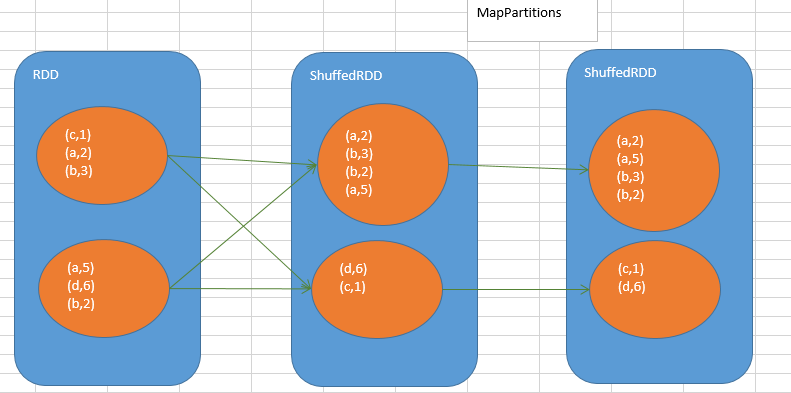 MapPartitions
RDD
(c,1)
(a,2)
(b,3)
(a,5)
(d,6)
(b,2)
ShuffedRDD
(a,2)
(b,3)
(b,2)
(a,5)
(d,6)
(c,1)
ShuffedRDD
(a,2)
(a,5)
(b,3)
(b,2)
(c,1)
(d,6)